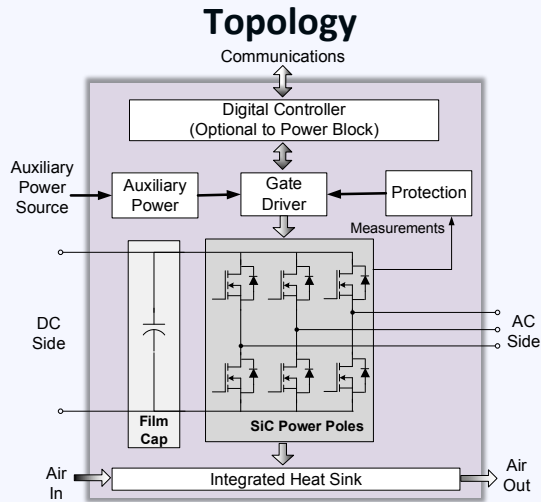 Topology
Communications
Digital Controller
(Optional to Power Block)
Auxiliary
Power
Source
Auxiliary
Power
Gate
Driver
Protection
Measurements
DC
Side
AC
Side
Film
Cap
SiC Power Poles
Air
In
Integrated Heat Sink
Air
Out